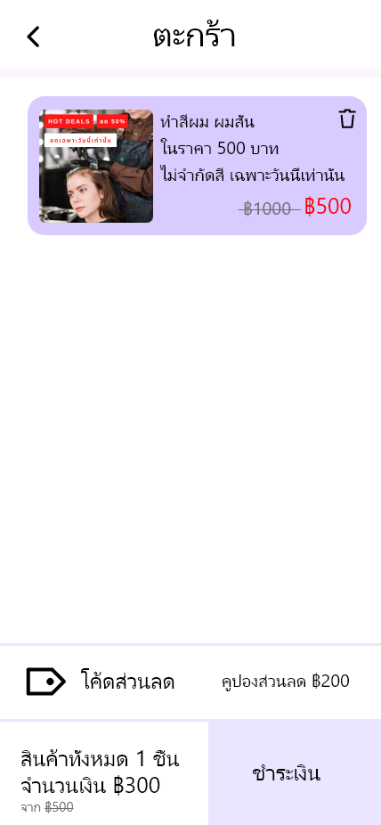 ตะกร้า
HOT DEALS ลด 50%
ลดเฉพาะวันนี้เท่านั้น
ทำสีผม ผมสั้น
ในราคา 500 บาท
ไม่จำกัดสี เฉพาะวันนี้เท่านั้น
฿1000 ฿500
โค้ดส่วนลด คูปองส่วนลด ฿200
สินค้าทั้งหมด 1 ชิ้น
จำนวนเงิน ฿300
จาก ฿500
ชำระเงิน